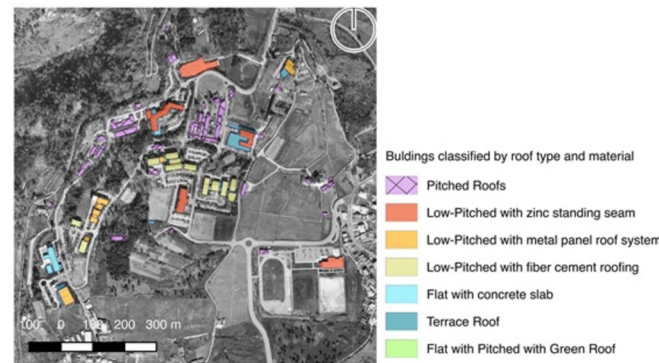 Buldings classified by roof type and material
Pitched Roofs
Low-Pitched with zinc standing seam
Low-Pitched with metal panel roof system
Low-Pitched with fiber cement roofing
Flat with concrete slab
Terrace Roof
Flat with Pitched with Green Roof
100 0 100 200 300 m